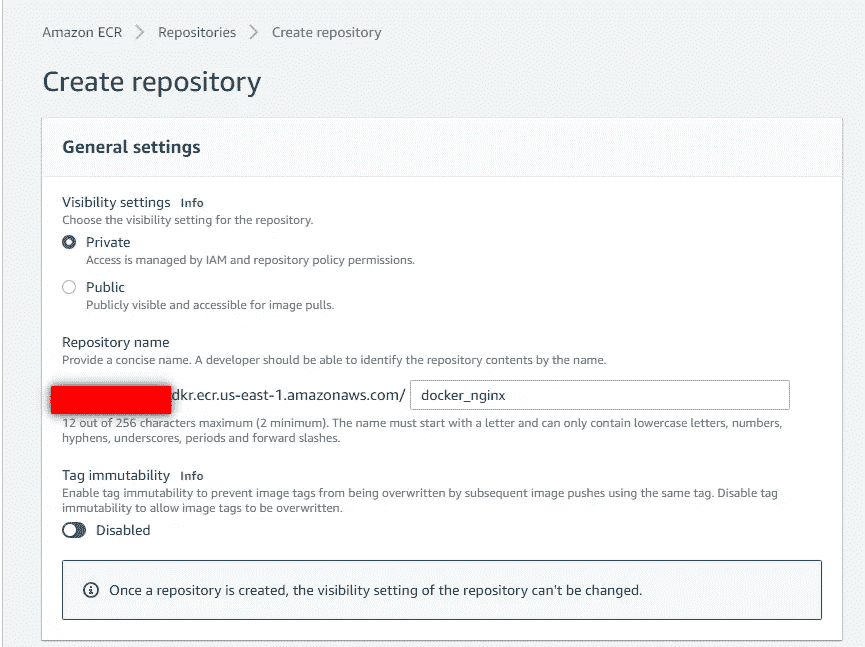 Amazon ECR > Repositories > Create repository
Create repository
General settings
Visibility settings Info
Choose the visibility setting for the repository.
Private
Access is managed by IAM and repository policy permissions.
Public
Publicly visible and accessible for image pulls.
Repository name
Provide a concise name. A developer should be able to identify the repository contents by the name.
dkr.ecr.us-east-1.amazonaws.com/ docker_nginx
12 out of 256 characters maximum (2 minimum). The name must start with a letter and can only contain lowercase letters, numbers,
hyphens, underscores, periods and forward slashes.
Tag immutability Info
Enable tag immutability to prevent image tags from being overwritten by subsequent image pushes using the same tag. Disable tag
immutability to allow image tags to be overwritten.
Disabled
Once a repository is created, the visibility setting of the repository can't be changed.